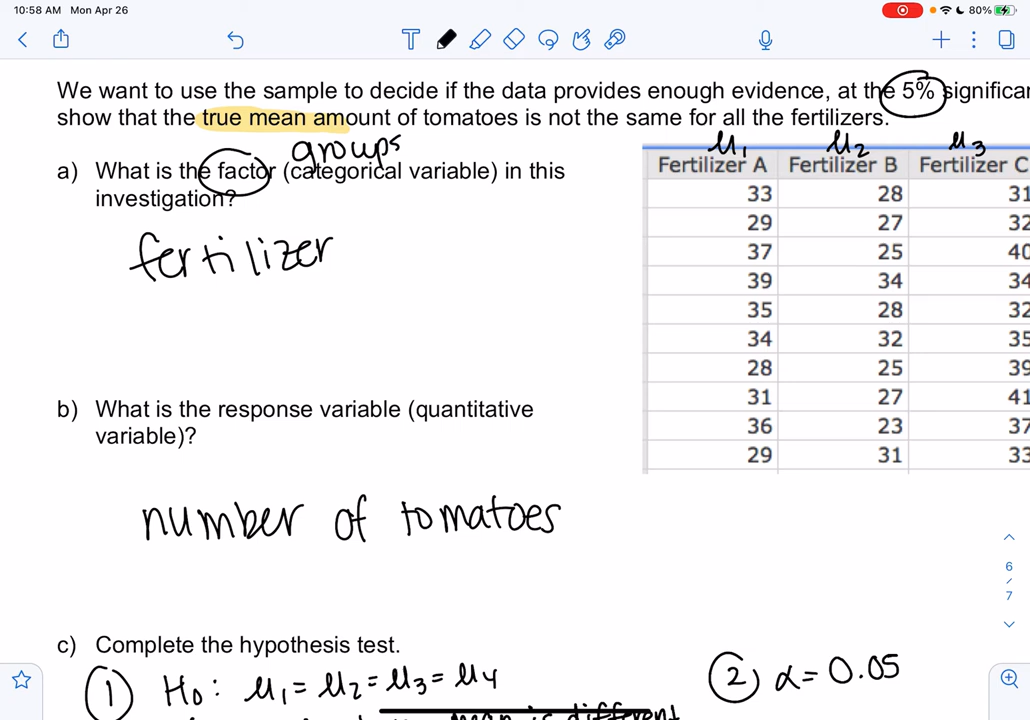 10:58 AM Mon Apr 26
80%
We want to use the sample to decide if the data provides enough evidence, at the 5% significan
show that the true mean amount of tomatoes is not the same for all the fertilizers.
groups
a) What is the factor (categorical variable) in this
investigation?
fertilizer
μ1 μ2 μ3
Fertilizer A Fertilizer B Fertilizer C
33 28 31
29 27 32
37 25 40
39 34 34
35 28 32
34 32 35
28 25 39
31 27 41
36 23 37
29 31 33
b) What is the response variable (quantitative
variable)?
number of tomatoes
6
/
7
c) Complete the hypothesis test.
1 H0: μ1 = μ2 = μ3 = μ4
2 α = 0.05
mean is different